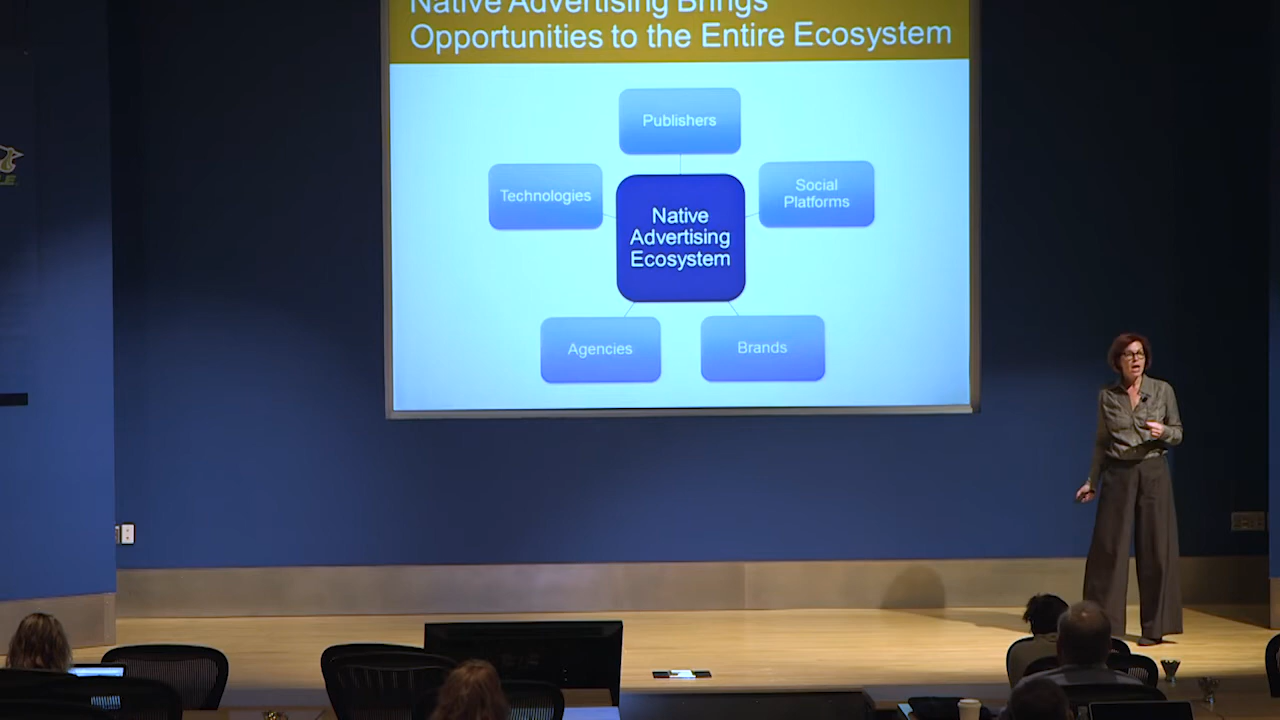 Native Advertising Brings
Opportunities to the Entire Ecosystem
Publishers
Technologies
Social
Platforms
Native
Advertising
Ecosystem
Agencies
Brands